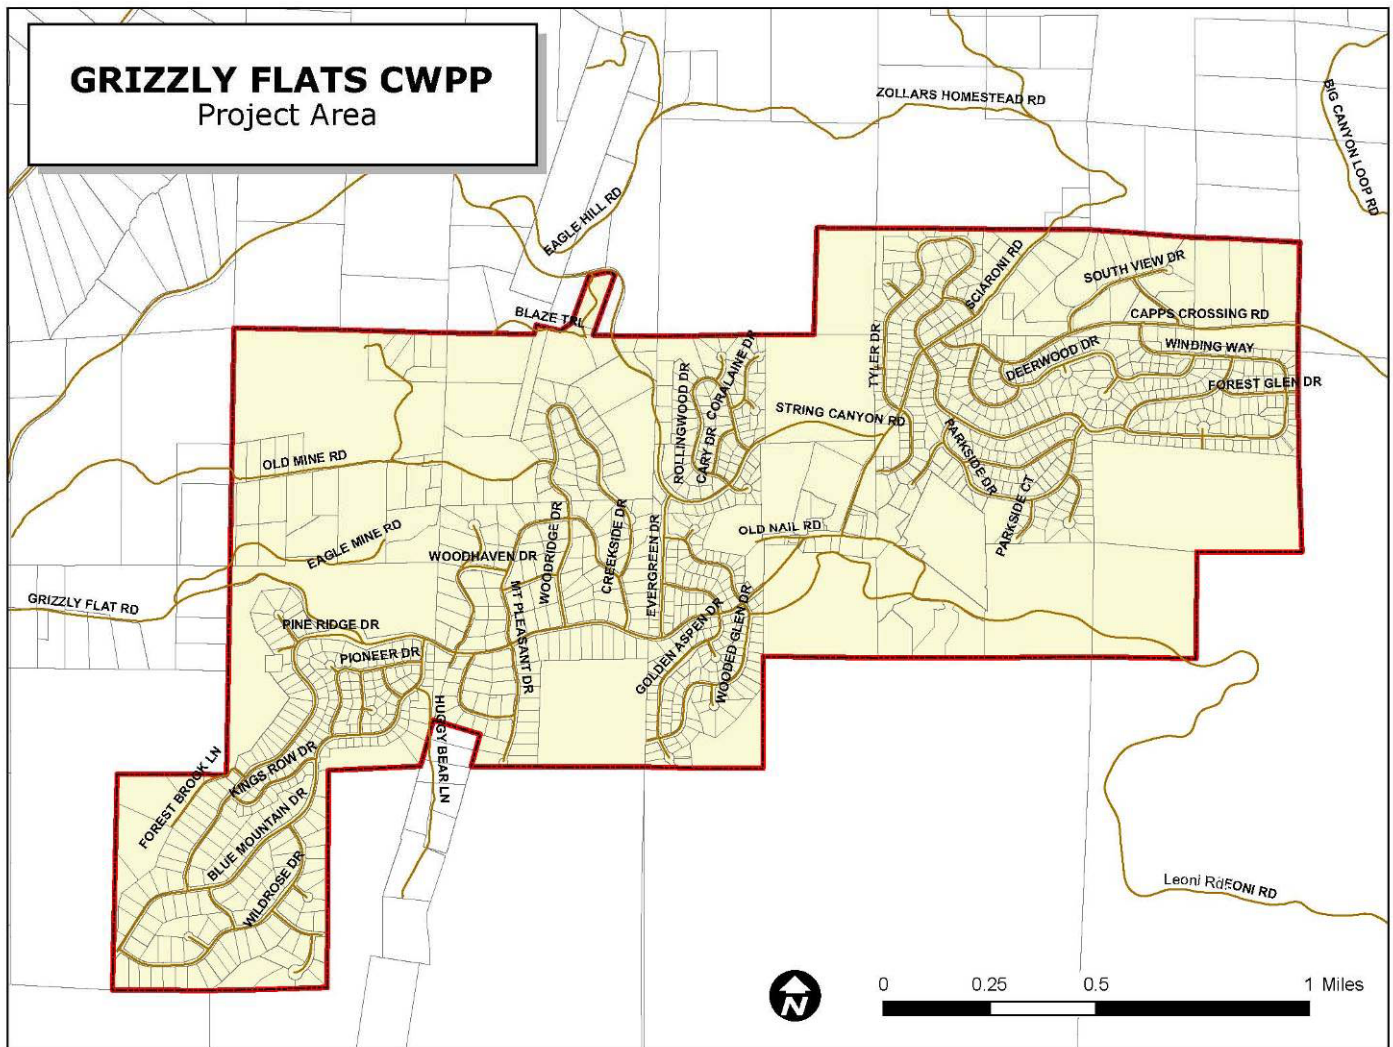 GRIZZLY FLATS CWPP
Project Area
ZOLLARS HOMESTEAD RD
BIG CANYON LOOP RD
EAGLE HILL RD
SCIARONI RD
SOUTH VIEW DR
BLAZE TRL
CAPPS CROSSING RD
TYLER DR
DEERWOOD DR
WINDING WAY
FOREST GLEN DR
ROLLINGWOOD DR
CORALAINE DR
CARY DR
STRING CANYON RD
OLD MINE RD
PARKSIDE DR
PARKSIDE CT
EAGLE MINE RD
WOODHAVEN DR
WOODRIDGE DR
CREEKSIDE DR
EVERGREEN DR
OLD NAIL RD
GRIZZLY FLAT RD
PINE RIDGE DR
PIONEER DR
MT PLEASANT DR
GOLDEN ASPEN DR
WOODED GLEN DR
HUGGY BEAR LN
FOREST BROOK LN
KINGS ROW DR
BLUE MOUNTAIN DR
WILDROSE DR
Leoni Rd
EONI RD
N
0 0.25 0.5 1 Miles